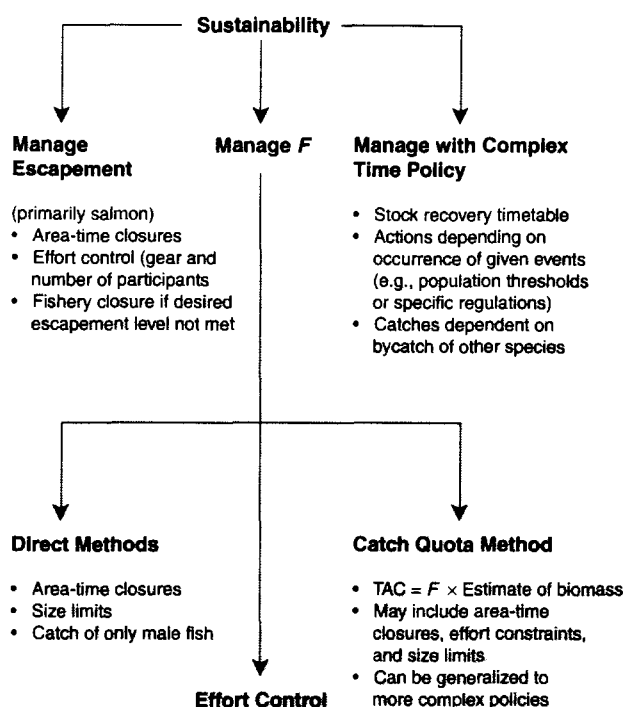 Sustainability
Manage
Escapement
(primarily salmon)
• Area-time closures
• Effort control (gear and
number of participants
• Fishery closure if desired
escapement level not met
Manage F
Manage with Complex
Time Policy
• Stock recovery timetable
• Actions depending on
occurrence of given events
(e.g., population thresholds
or specific regulations)
• Catches dependent on
bycatch of other species
Direct Methods
• Area-time closures
• Size limits
• Catch of only male fish
Effort Control
Catch Quota Method
• TAC = F × Estimate of biomass
• May include area-time
closures, effort constraints,
and size limits
• Can be generalized to
more complex policies